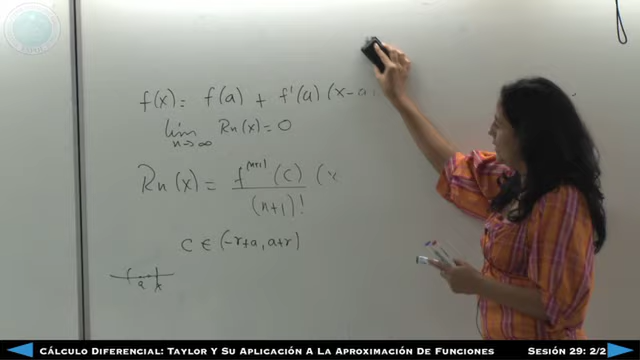 f(x) = f(a) + f'(a) (x-a
lim Rn(x) = 0
n→∞
Rn(x) = f^(n+1) (c) (x
(n+1)!
c ∈ (-r+a, a+r)
a x
Cálculo Diferencial: Taylor Y Su Aplicación A La Aproximación De Funciones Sesión 29: 2/2